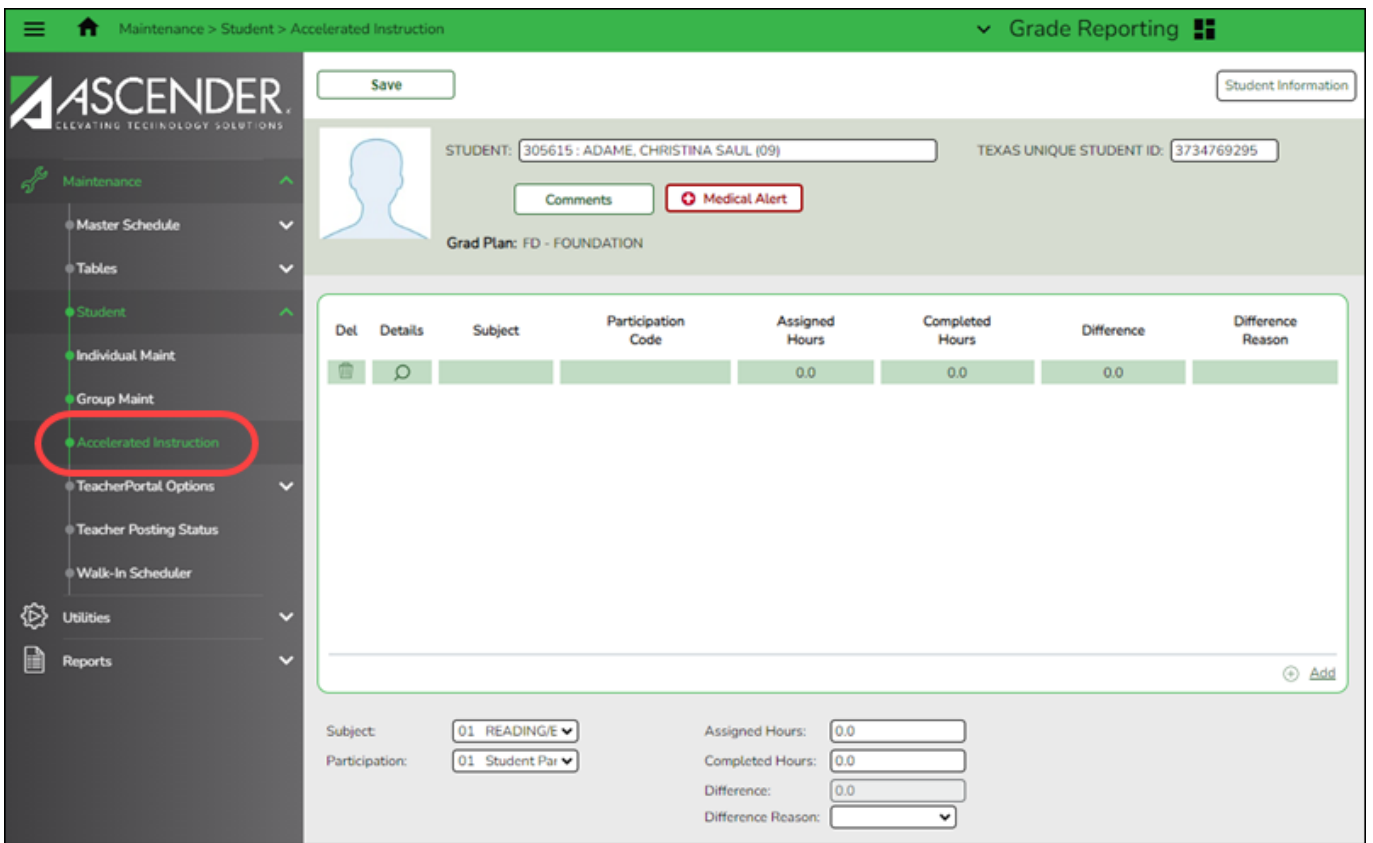 Maintenance > Student > Accelerated Instruction
Grade Reporting
ASCENDER.
ELEVATING TECHNOLOGY SOLUTIONS
Maintenance
Master Schedule
Tables
Student
Individual Maint
Group Maint
Accelerated Instruction
TeacherPortal Options
Teacher Posting Status
Walk-In Scheduler
Utilities
Reports
Save
Student Information
STUDENT: 305615 : ADAME, CHRISTINA SAUL (09)
TEXAS UNIQUE STUDENT ID: 3734769295
Comments
Medical Alert
Grad Plan: FD - FOUNDATION
Del Details Subject Participation Code Assigned Hours Completed Hours Difference Difference Reason
0.0 0.0 0.0
Add
Subject: 01 READING/E
Participation: 01 Student Par
Assigned Hours: 0.0
Completed Hours: 0.0
Difference: 0.0
Difference Reason: